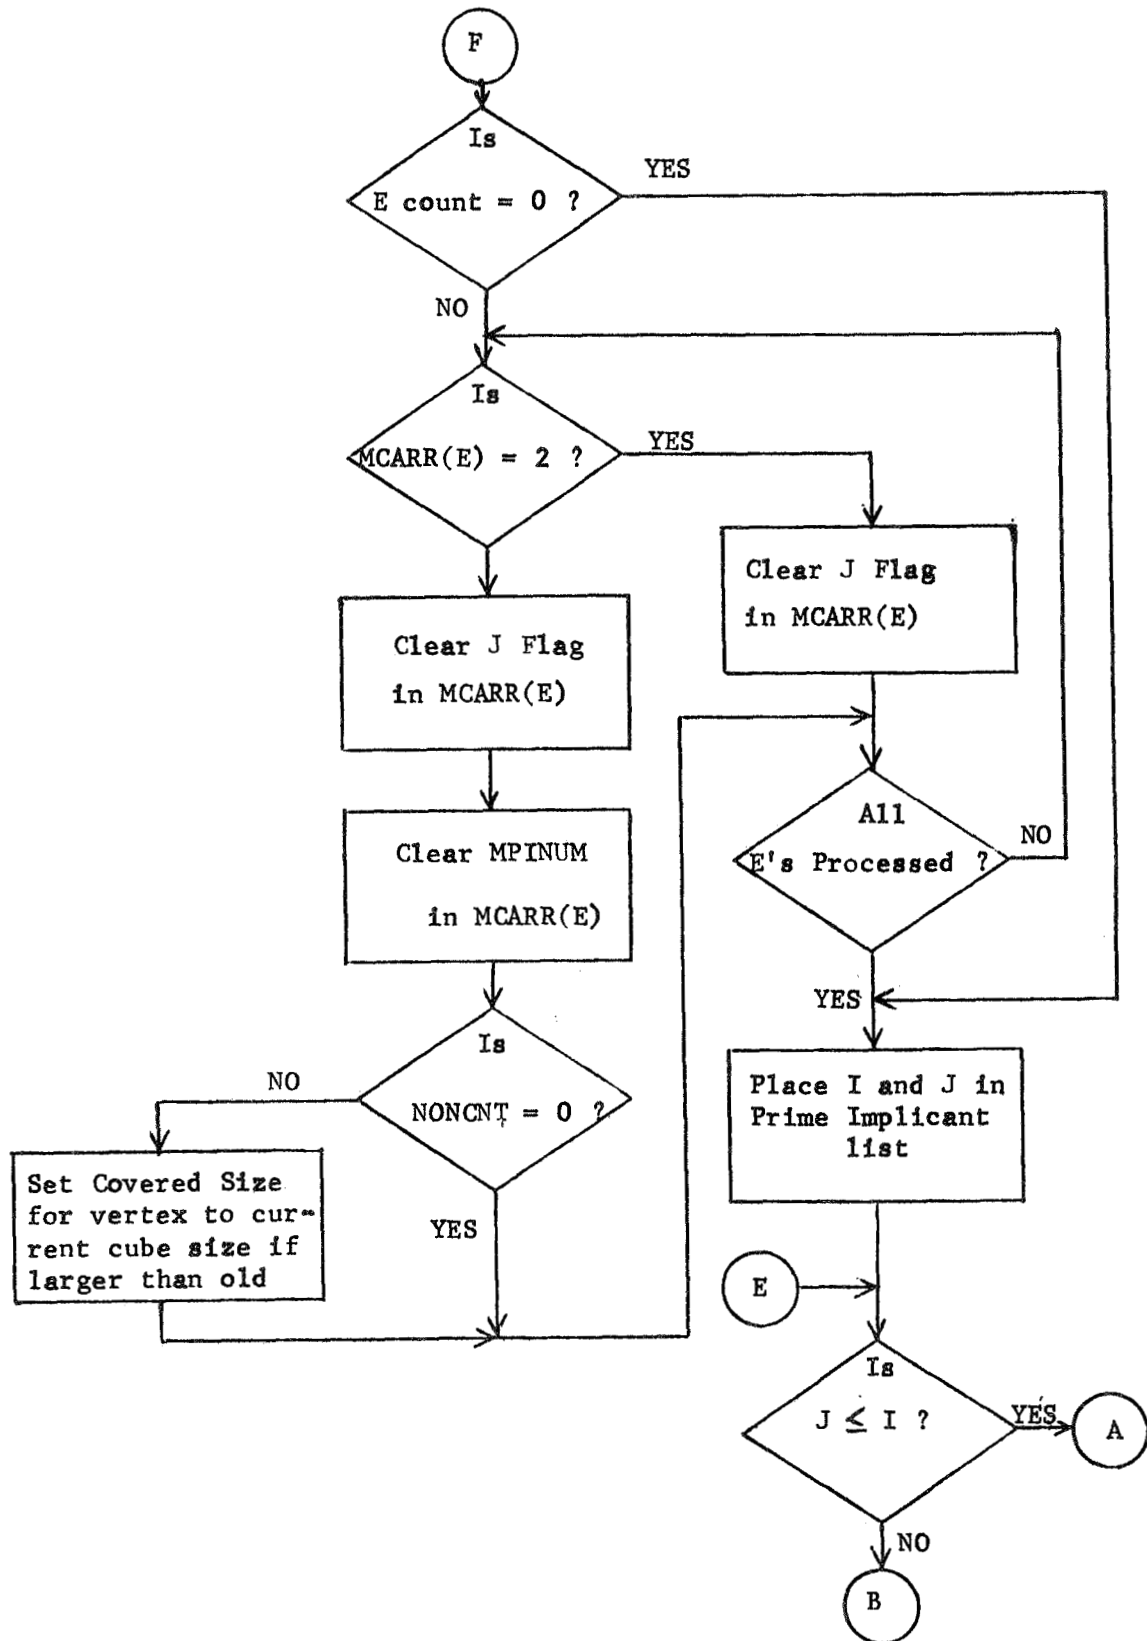 F
Is
E count = 0 ?
YES
NO
Is
MCARR(E) = 2 ?
YES
Clear J Flag
in MCARR(E)
Clear J Flag
in MCARR(E)
Clear MPINUM
in MCARR(E)
All
E's Processed ?
NO
YES
Is
NONCNT = 0 ?
NO
YES
Set Covered Size
for vertex to cur-
rent cube size if
larger than old
Place I and J in
Prime Implicant
list
E
Is
J ≤ I ?
YES
A
NO
B